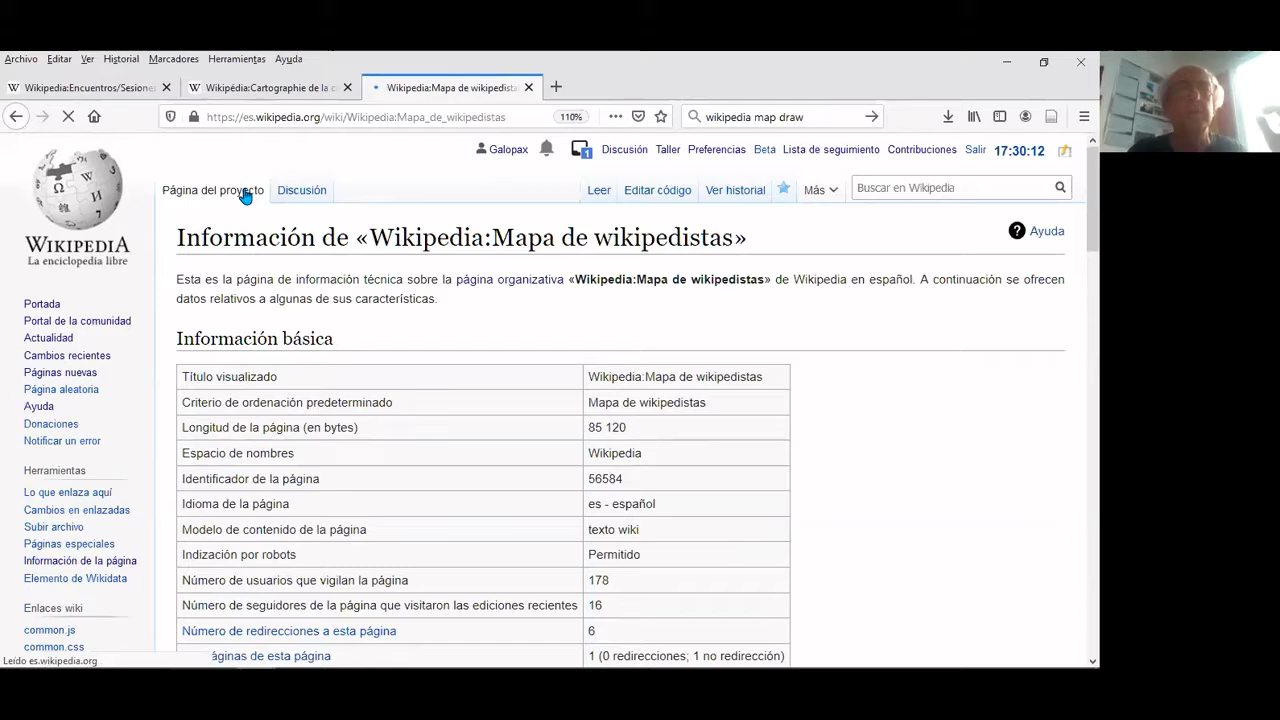 Archivo Editar Ver Historial Marcadores Herramientas Ayuda
Wikipedia:Encuentros/Sesione
Wikipédia:Cartographie de la c
Wikipedia:Mapa de wikipedista
https://es.wikipedia.org/wiki/Wikipedia:Mapa_de_wikipedistas 110% wikipedia map draw
Galopax 1 Discusión Taller Preferencias Beta Lista de seguimiento Contribuciones Salir 17:30:12
Página del proyecto Discusión Leer Editar código Ver historial Más Buscar en Wikipedia
WIKIPEDIA
La enciclopedia libre
Portada
Portal de la comunidad
Actualidad
Cambios recientes
Páginas nuevas
Página aleatoria
Ayuda
Donaciones
Notificar un error
Herramientas
Lo que enlaza aquí
Cambios en enlazadas
Subir archivo
Páginas especiales
Información de la página
Elemento de Wikidata
Enlaces wiki
common.js
common.css
Leído es.wikipedia.org
Información de «Wikipedia:Mapa de wikipedistas»
Ayuda
Esta es la página de información técnica sobre la página organizativa «Wikipedia:Mapa de wikipedistas» de Wikipedia en español. A continuación se ofrecen
datos relativos a algunas de sus características.
Información básica
Título visualizado Wikipedia:Mapa de wikipedistas
Criterio de ordenación predeterminado Mapa de wikipedistas
Longitud de la página (en bytes) 85 120
Espacio de nombres Wikipedia
Identificador de la página 56584
Idioma de la página es - español
Modelo de contenido de la página texto wiki
Indización por robots Permitido
Número de usuarios que vigilan la página 178
Número de seguidores de la página que visitaron las ediciones recientes 16
Número de redirecciones a esta página 6
áginas de esta página 1 (0 redirecciones; 1 no redirección)